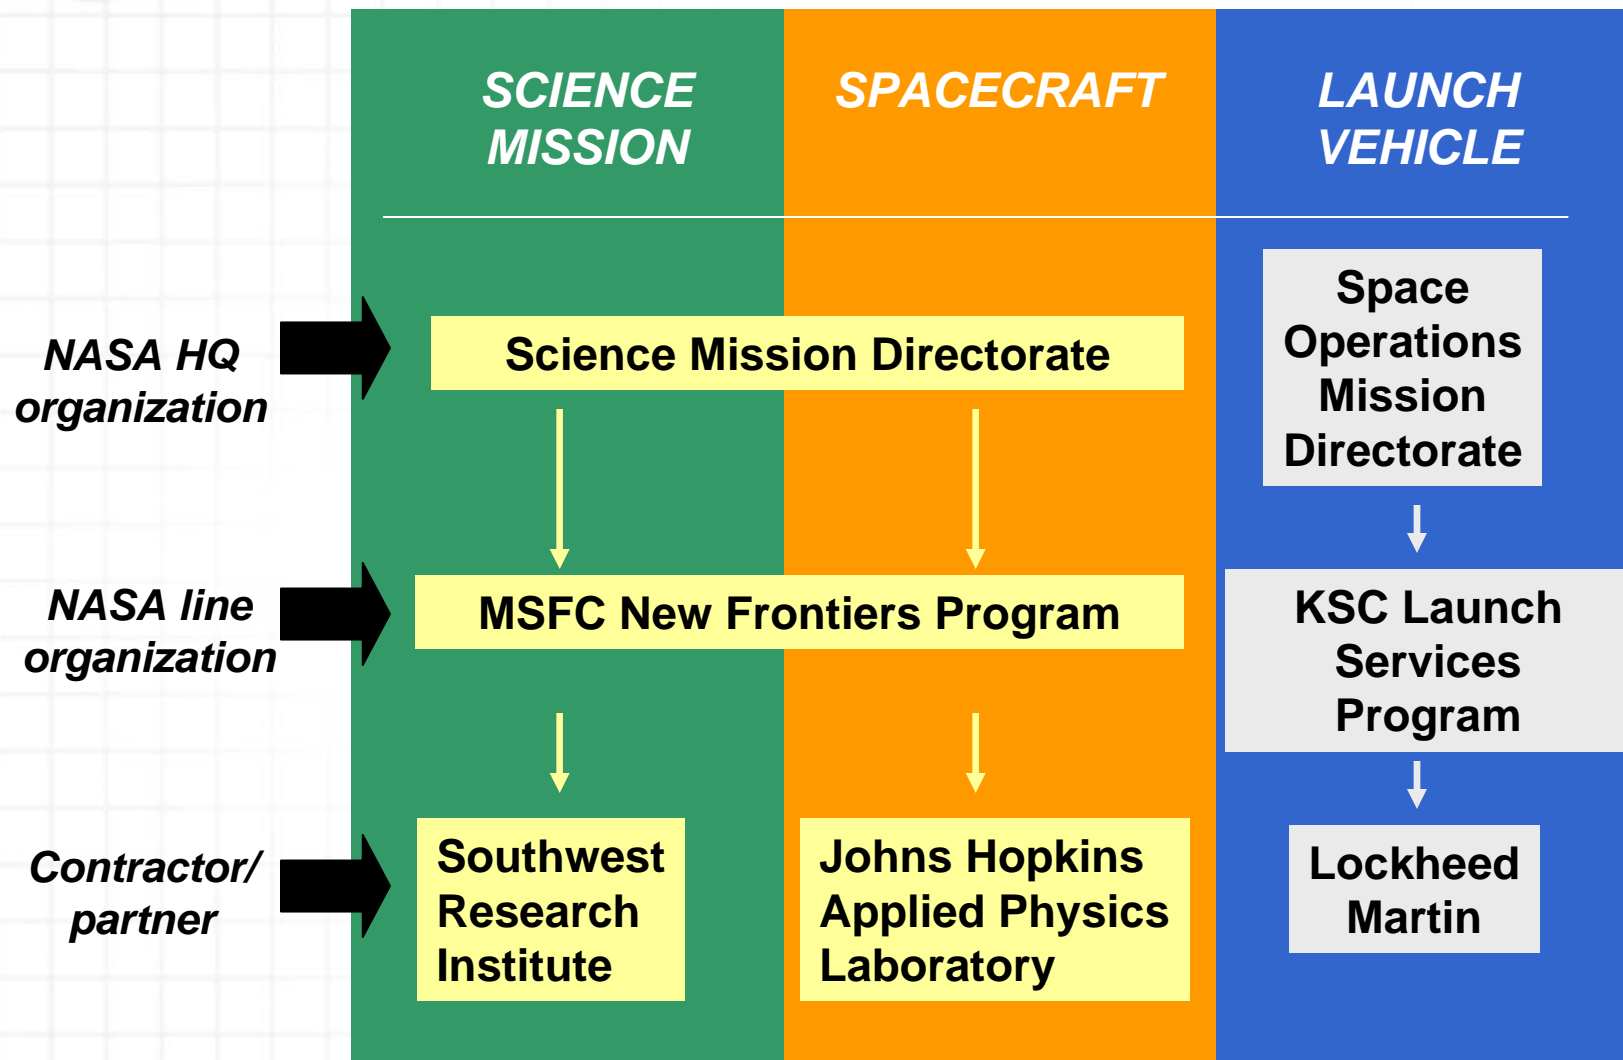 SCIENCE
MISSION
SPACECRAFT
LAUNCH
VEHICLE
NASA HQ
organization
Science Mission Directorate
Space
Operations
Mission
Directorate
NASA line
organization
MSFC New Frontiers Program
KSC Launch
Services
Program
Contractor/
partner
Southwest
Research
Institute
Johns Hopkins
Applied Physics
Laboratory
Lockheed
Martin